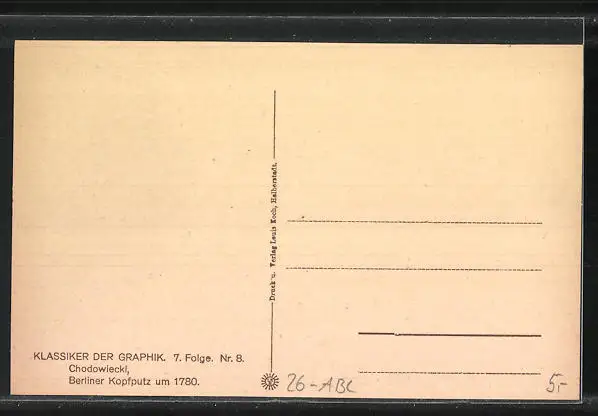 Druck u. Verlag Louis Koch, Halberstadt.
KLASSIKER DER GRAPHIK. 7. Folge. Nr. 8.
Chodowiecki,
Berliner Kopfputz um 1780.
26-ABC
5,-